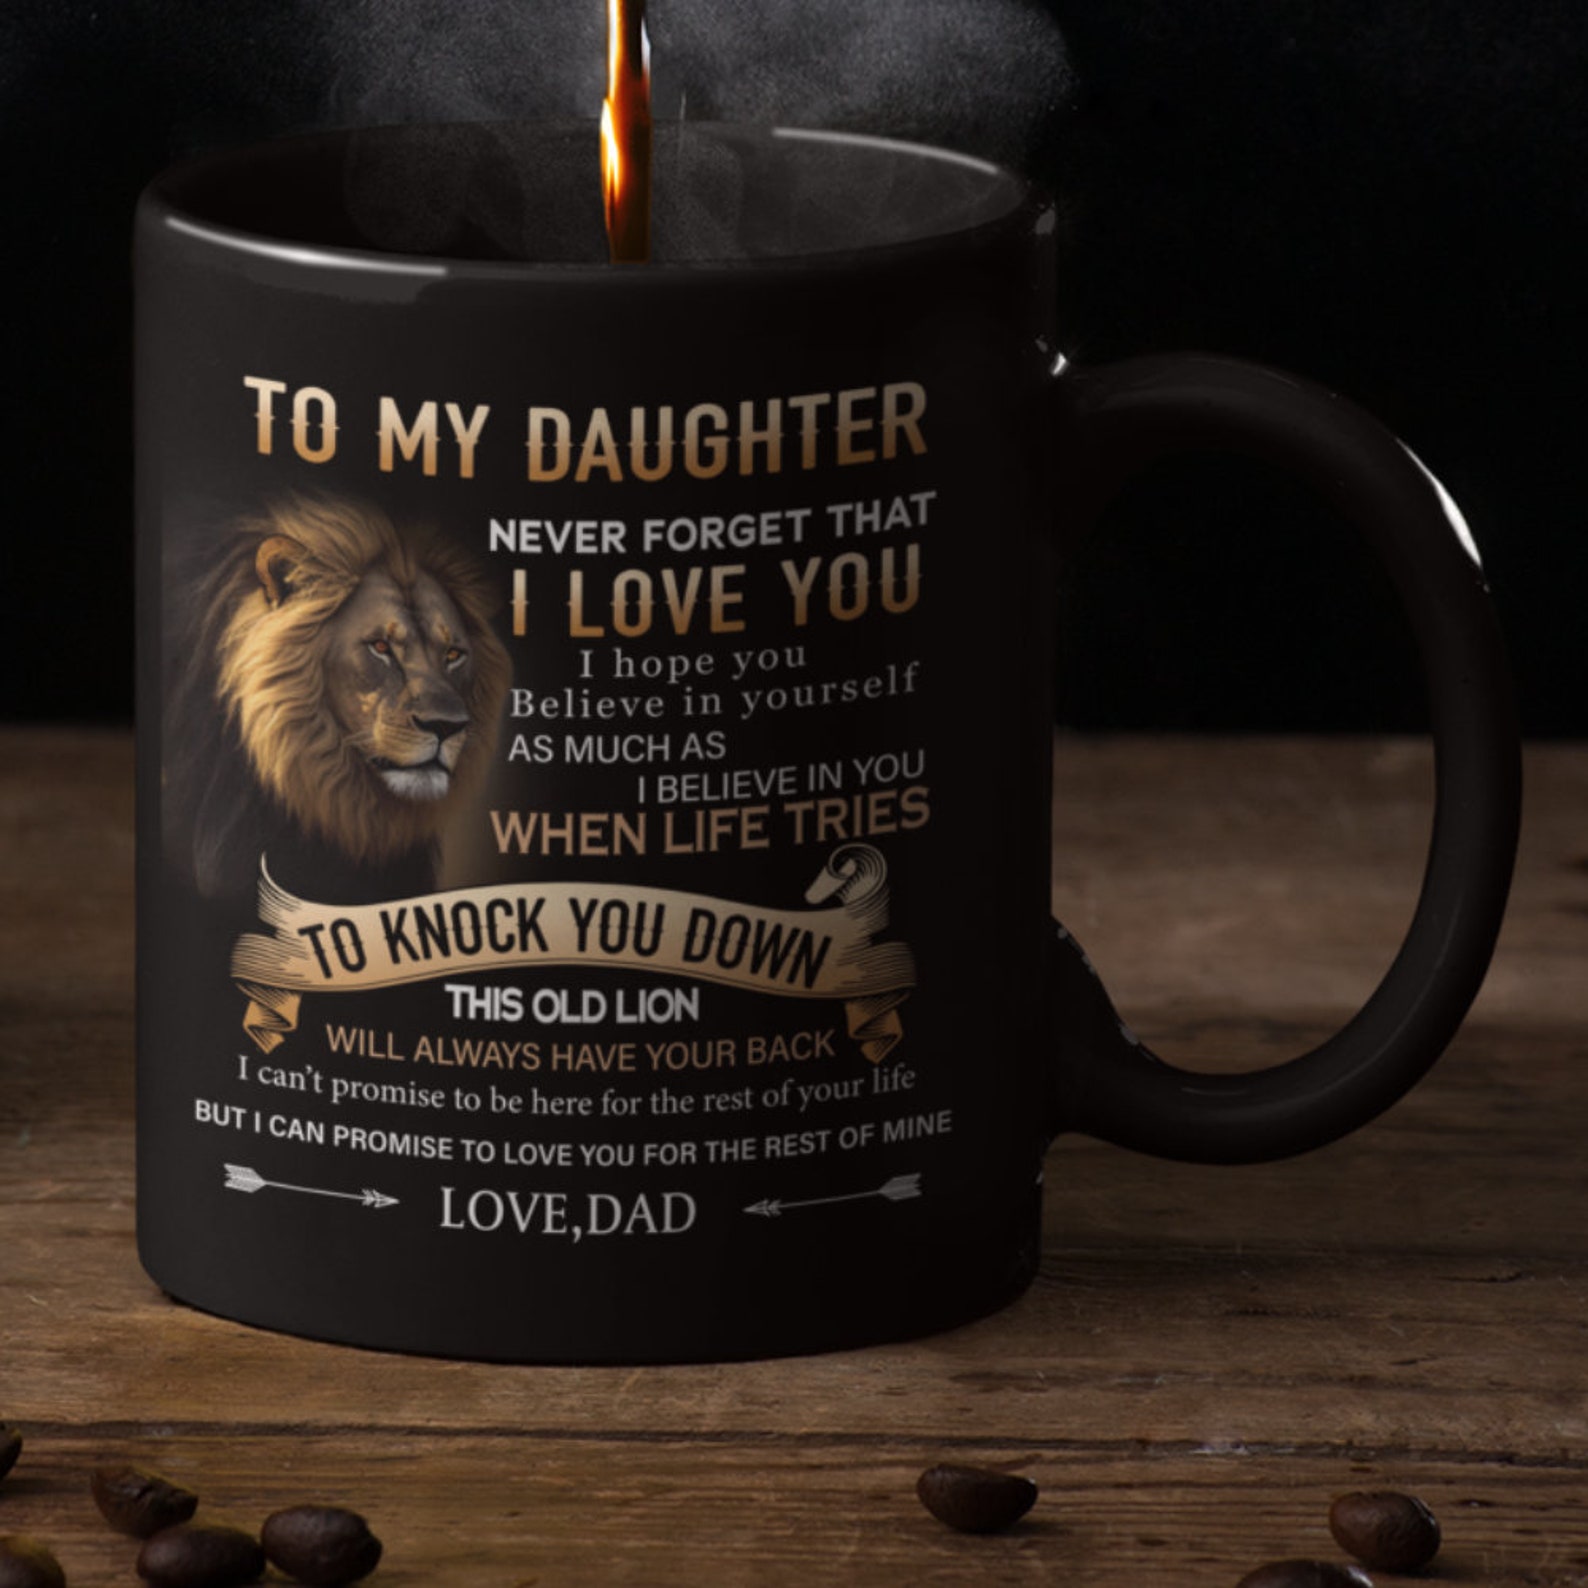 TO MY DAUGHTER
NEVER FORGET THAT
I LOVE YOU
I hope you
Believe in yourself
AS MUCH AS
I BELIEVE IN YOU
WHEN LIFE TRIES
TO KNOCK YOU DOWN
THIS OLD LION
WILL ALWAYS HAVE YOUR BACK
I can't promise to be here for the rest of your life
BUT I CAN PROMISE TO LOVE YOU FOR THE REST OF MINE
LOVE,DAD